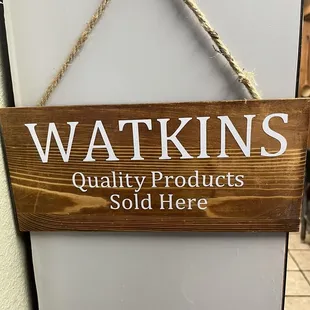 WATKINS
Quality Products
Sold Here